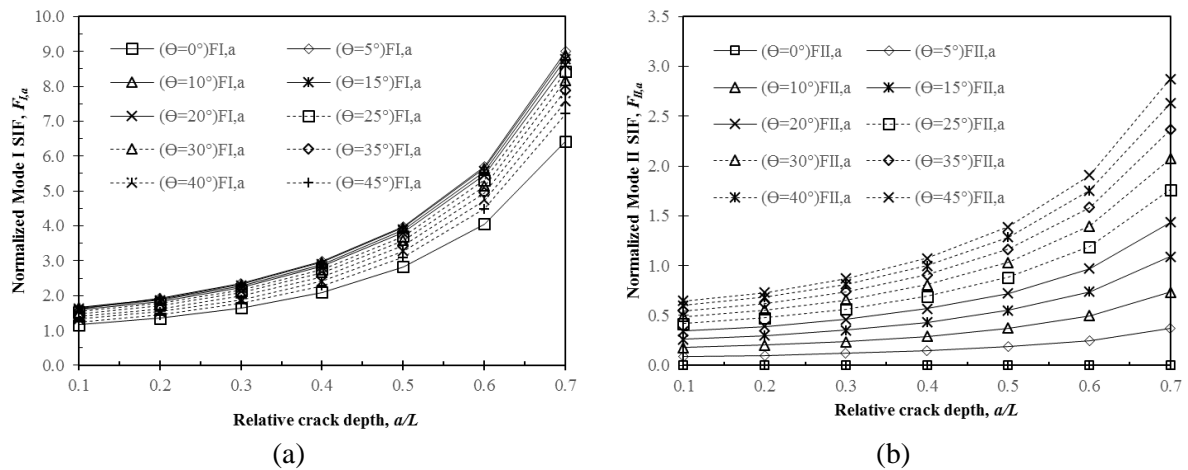 10.0
9.0
8.0
7.0
6.0
5.0
4.0
3.0
2.0
1.0
0.0
Normalized Mode I SIF, F_I,a
(Ɵ=0°)FI,a (Ɵ=5°)FI,a
(Ɵ=10°)FI,a (Ɵ=15°)FI,a
(Ɵ=20°)FI,a (Ɵ=25°)FI,a
(Ɵ=30°)FI,a (Ɵ=35°)FI,a
(Ɵ=40°)FI,a (Ɵ=45°)FI,a
0.1 0.2 0.3 0.4 0.5 0.6 0.7
Relative crack depth, a/L
(a)
3.5
3.0
2.5
2.0
1.5
1.0
0.5
0.0
Normalized Mode II SIF, F_II,a
(Ɵ=0°)FII,a (Ɵ=5°)FII,a
(Ɵ=10°)FII,a (Ɵ=15°)FII,a
(Ɵ=20°)FII,a (Ɵ=25°)FII,a
(Ɵ=30°)FII,a (Ɵ=35°)FII,a
(Ɵ=40°)FII,a (Ɵ=45°)FII,a
0.1 0.2 0.3 0.4 0.5 0.6 0.7
Relative crack depth, a/L
(b)